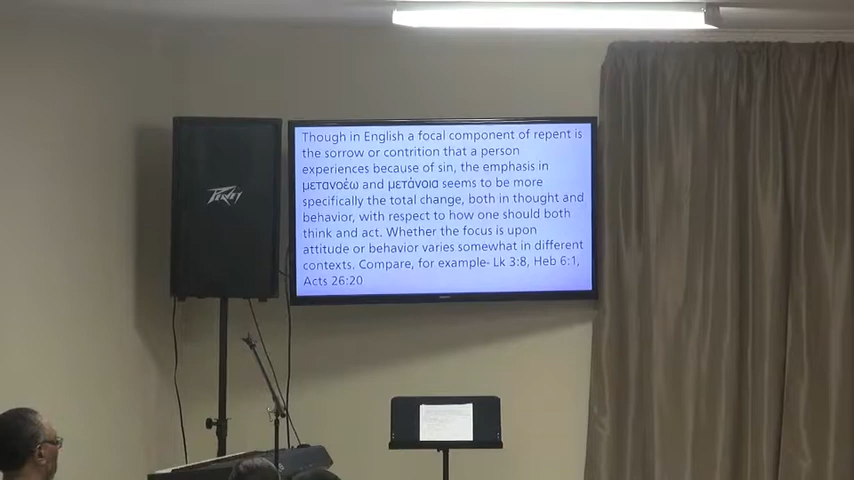 PEAVEY
Though in English a focal component of repent is
the sorrow or contrition that a person
experiences because of sin, the emphasis in
μετανοέω and μετάνοια seems to be more
specifically the total change, both in thought and
behavior, with respect to how one should both
think and act. Whether the focus is upon
attitude or behavior varies somewhat in different
contexts. Compare, for example- Lk 3:8, Heb 6:1,
Acts 26:20